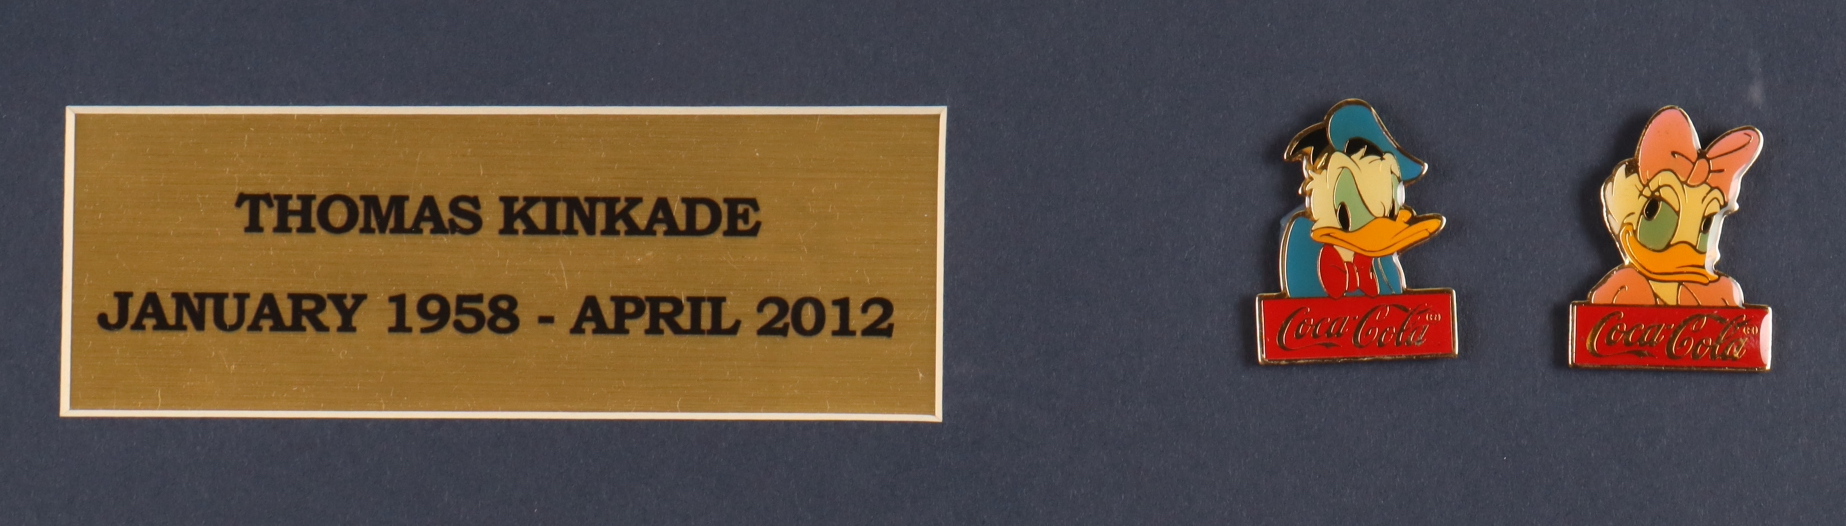 THOMAS KINKADE
JANUARY 1958 - APRIL 2012
Coca-Cola
Coca-Cola